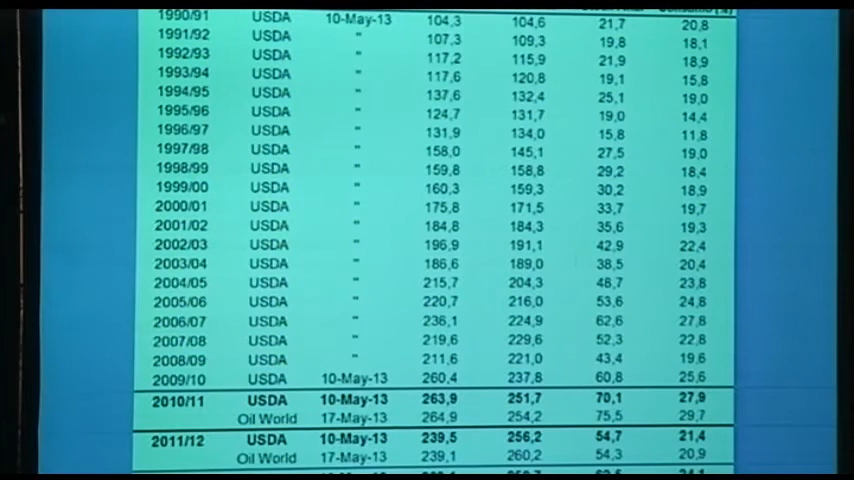 1990/91 USDA 10-May-13 104,3 104,6 21,7 20,8
1991/92 USDA " 107,3 109,3 19,8 18,1
1992/93 USDA " 117,2 115,9 21,9 18,9
1993/94 USDA " 117,6 120,8 19,1 15,8
1994/95 USDA " 137,6 132,4 25,1 19,0
1995/96 USDA " 124,7 131,7 19,0 14,4
1996/97 USDA " 131,9 134,0 15,8 11,8
1997/98 USDA " 158,0 145,1 27,5 19,0
1998/99 USDA " 159,8 158,8 29,2 18,4
1999/00 USDA " 160,3 159,3 30,2 18,9
2000/01 USDA " 175,8 171,5 33,7 19,7
2001/02 USDA " 184,8 184,3 35,6 19,3
2002/03 USDA " 196,9 191,1 42,9 22,4
2003/04 USDA " 186,6 189,0 38,5 20,4
2004/05 USDA " 215,7 204,3 48,7 23,8
2005/06 USDA " 220,7 216,0 53,6 24,8
2006/07 USDA " 236,1 224,9 62,6 27,8
2007/08 USDA " 219,6 229,6 52,3 22,8
2008/09 USDA " 211,6 221,0 43,4 19,6
2009/10 USDA 10-May-13 260,4 237,8 60,8 25,6
2010/11 USDA 10-May-13 263,9 251,7 70,1 27,9
Oil World 17-May-13 264,9 254,2 75,5 29,7
2011/12 USDA 10-May-13 239,5 256,2 54,7 21,4
Oil World 17-May-13 239,1 260,2 54,3 20,9